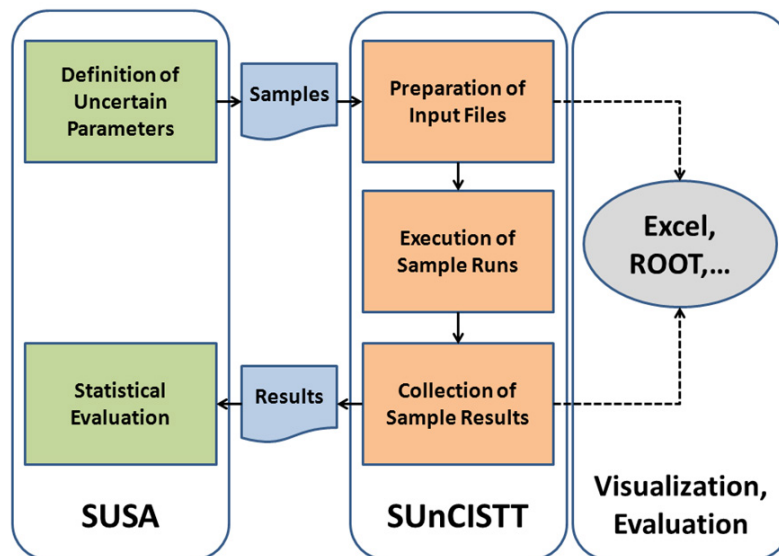 Definition of
Uncertain
Parameters
Samples
Preparation of
Input Files
Execution of
Sample Runs
Excel,
ROOT,...
Statistical
Evaluation
Results
Collection of
Sample Results
SUSA
SUnCISTT
Visualization,
Evaluation